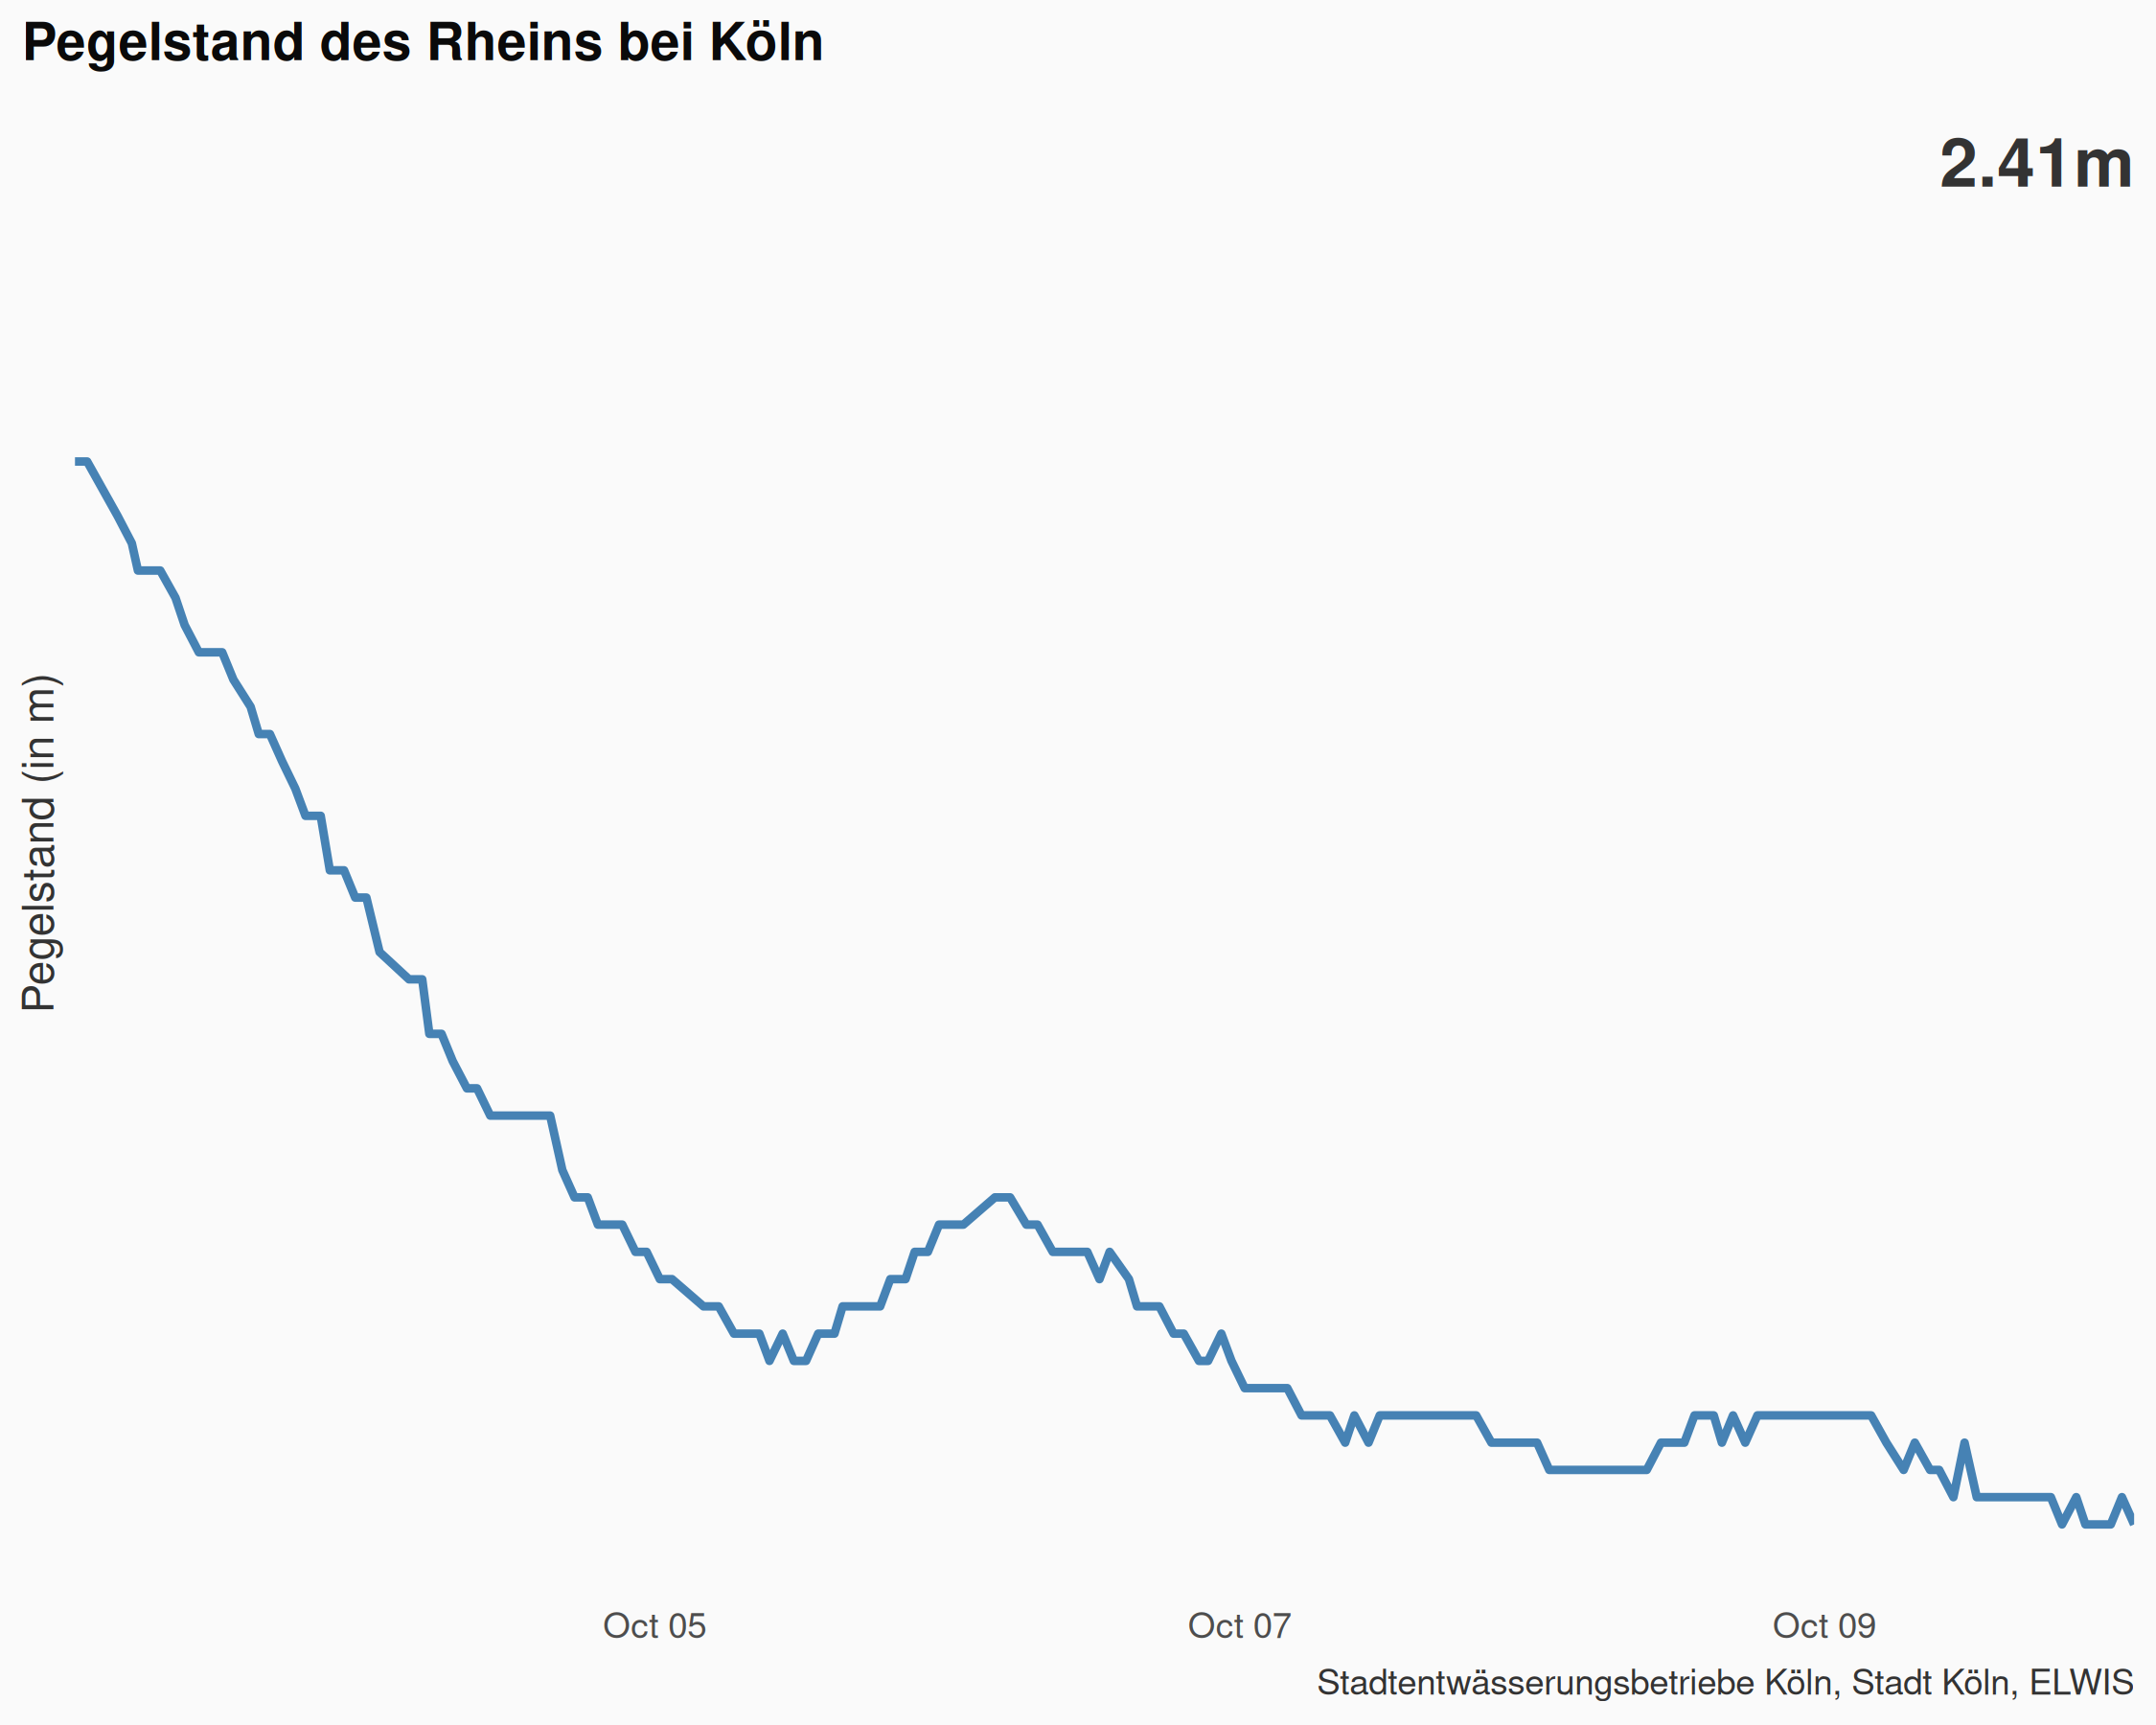 Pegelstand des Rheins bei Köln
2.41m
Pegelstand (in m)
Oct 05
Oct 07
Oct 09
Stadtentwässerungsbetriebe Köln, Stadt Köln, ELWIS